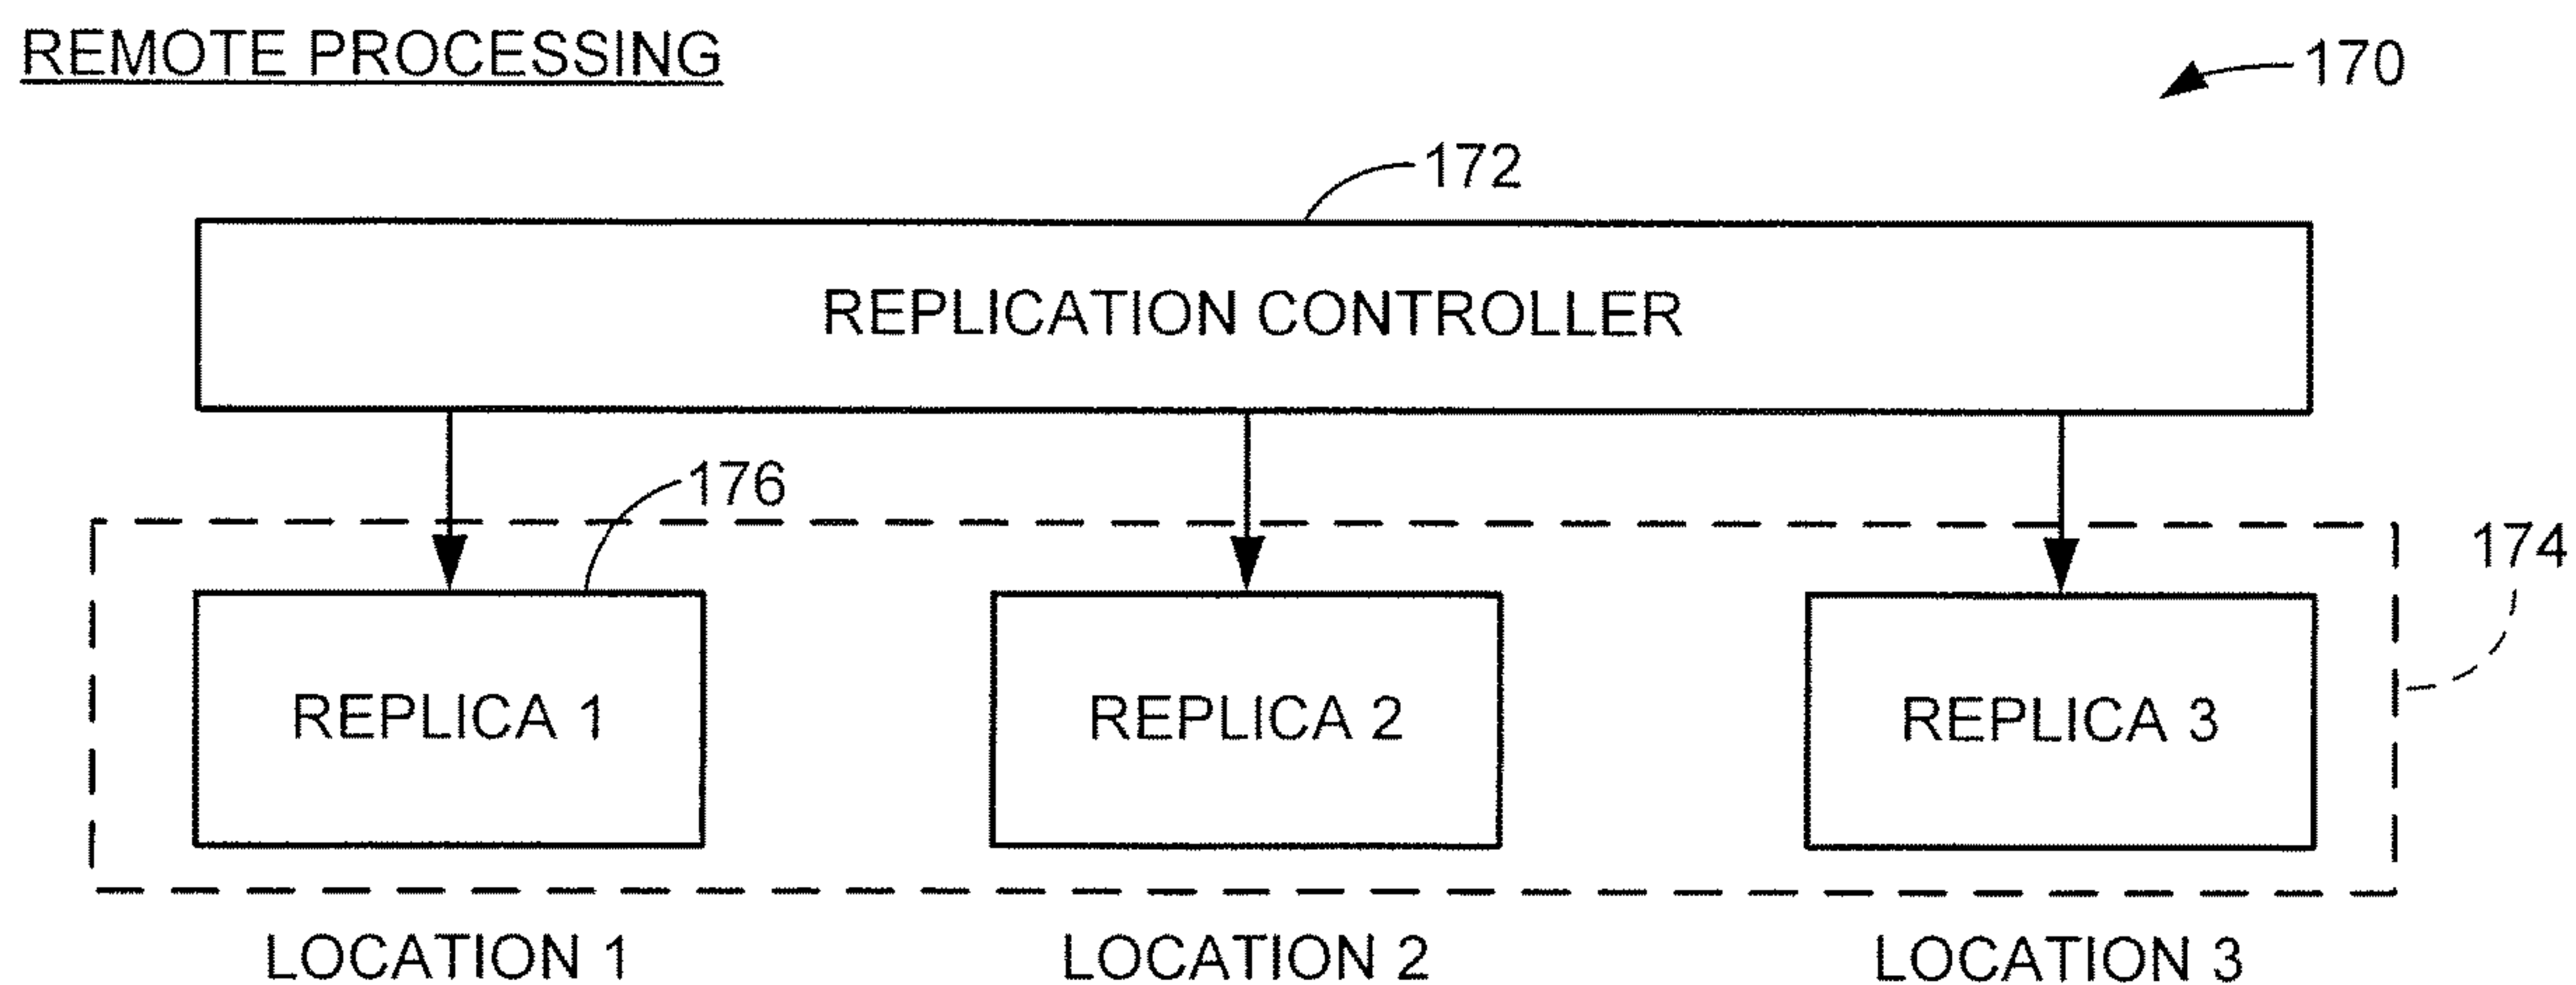 REMOTE PROCESSING
170
172
REPLICATION CONTROLLER
176
174
REPLICA 1 REPLICA 2 REPLICA 3
LOCATION 1 LOCATION 2 LOCATION 3